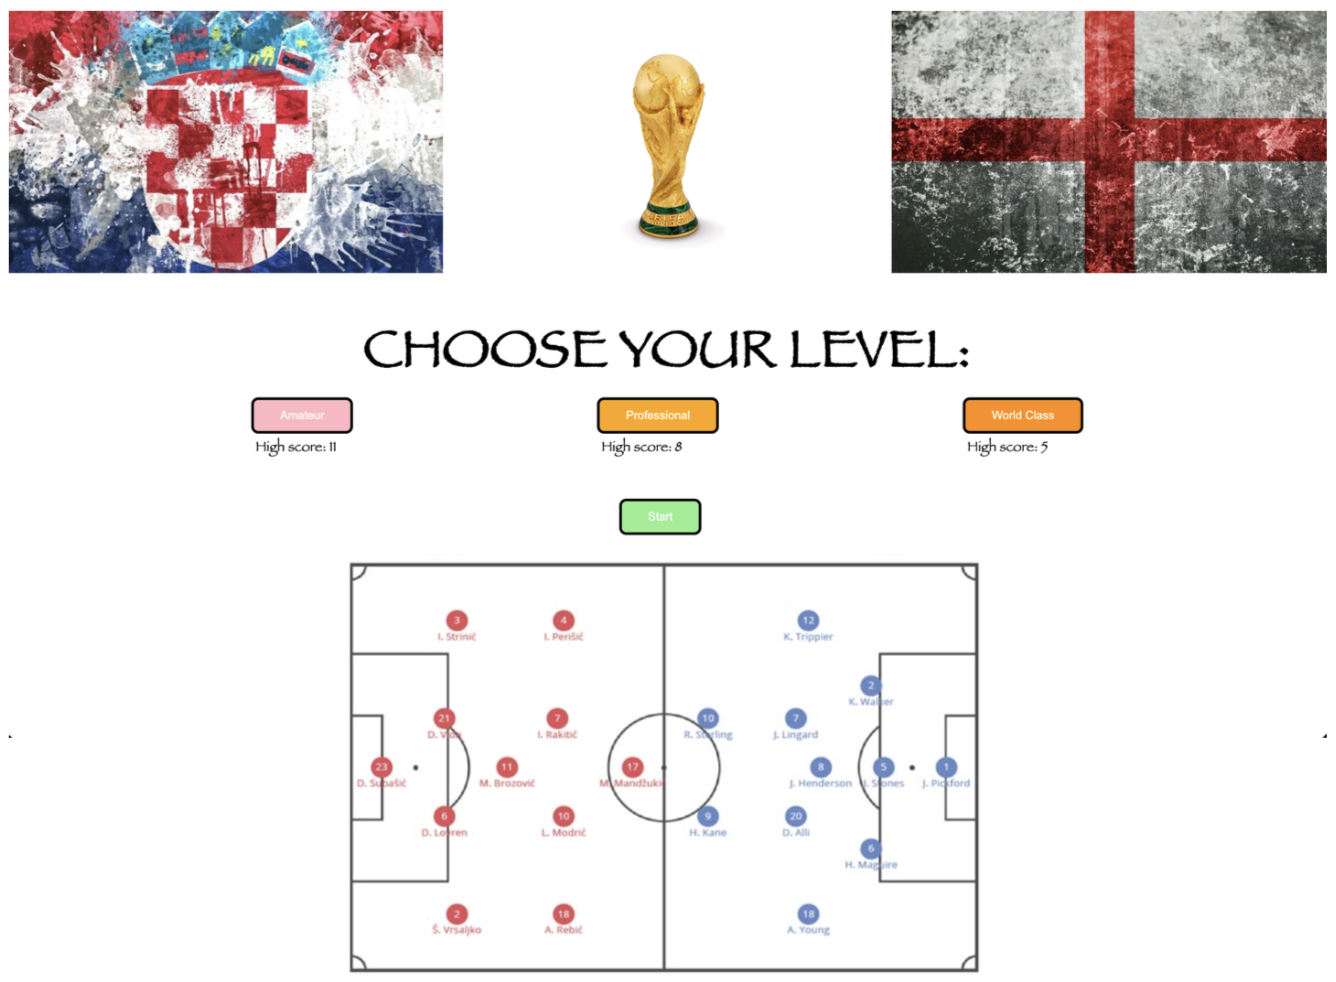 CHOOSE YOUR LEVEL:
Amateur
Professional
World Class
High score: 11
High score: 8
High score: 5
Start
3
I. Strinić
4
I. Perišić
12
K. Trippier
2
K. Walker
21
D. Vida
7
I. Rakitić
10
R. Sterling
7
J. Lingard
23
D. Subašić
11
M. Brozović
17
M. Mandžukić
8
J. Henderson
5
J. Stones
1
J. Pickford
6
D. Lovren
10
L. Modrić
9
H. Kane
20
D. Alli
6
H. Maguire
2
Š. Vrsaljko
18
A. Rebić
18
A. Young